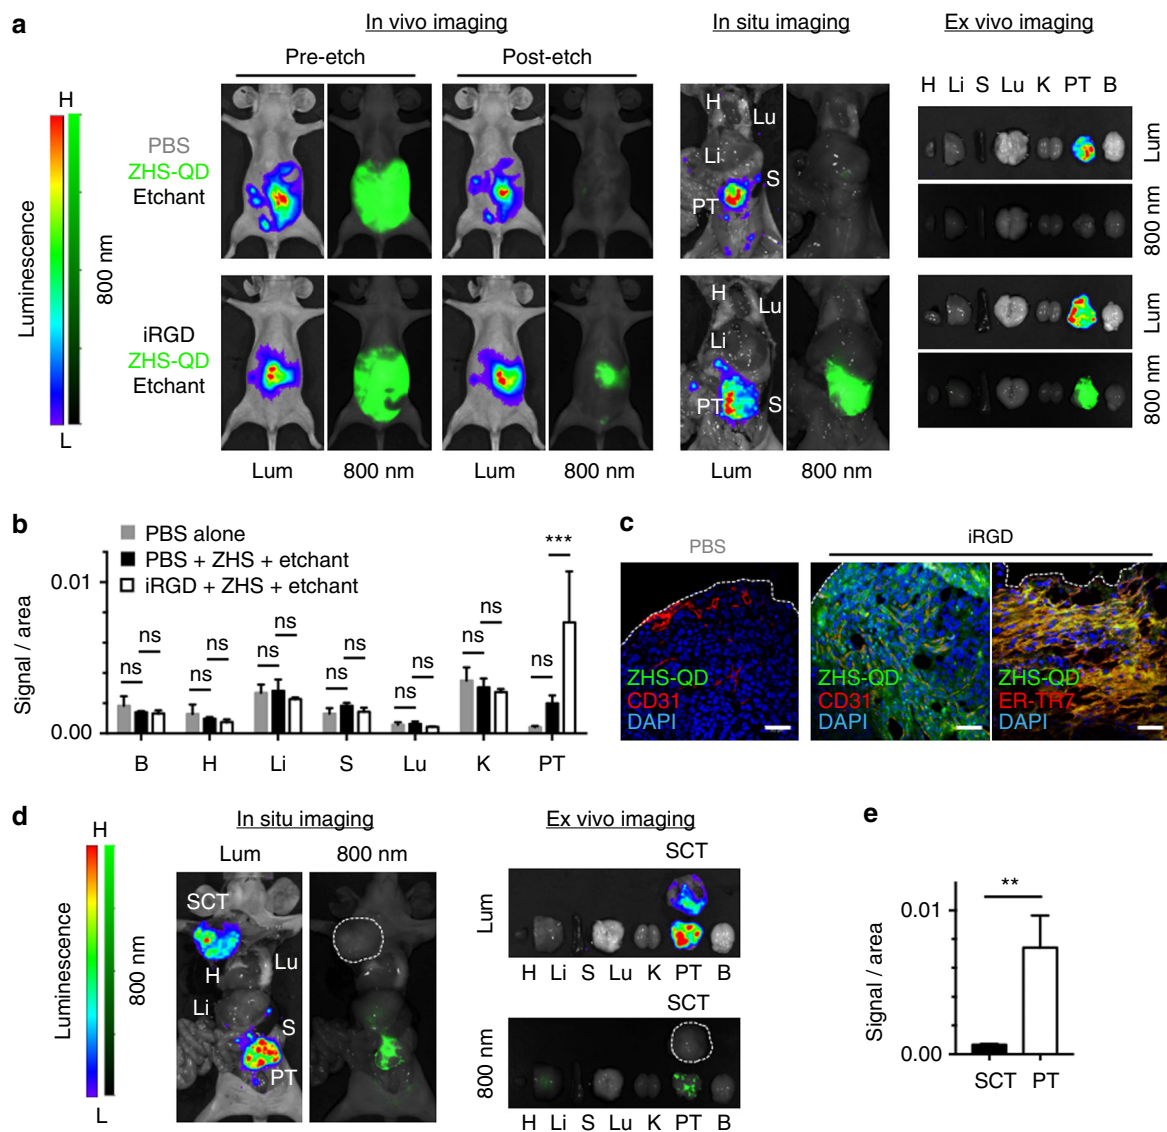 a
In vivo imaging
In situ imaging
Ex vivo imaging
Pre-etch
Post-etch
H Li S Lu K PT B
H
Luminescence
800 nm
L
PBS
ZHS-QD
Etchant
H
Lu
Li
S
PT
Lum
800 nm
iRGD
ZHS-QD
Etchant
H
Lu
Li
PT
S
Lum
800 nm
Lum 800 nm Lum 800 nm Lum 800 nm
b
PBS alone
PBS + ZHS + etchant
iRGD + ZHS + etchant
Signal / area
0.01
0.00
ns ns ns ns ns ns ns ns ns ns ns ns ns ***
B H Li S Lu K PT
c
PBS
iRGD
ZHS-QD
CD31
DAPI
ZHS-QD
CD31
DAPI
ZHS-QD
ER-TR7
DAPI
d
In situ imaging
Ex vivo imaging
H
Luminescence
800 nm
L
Lum
800 nm
SCT
H
Lu
Li
S
PT
SCT
Lum
H Li S Lu K PT B
SCT
800 nm
H Li S Lu K PT B
e
**
Signal / area
0.01
0.00
SCT PT